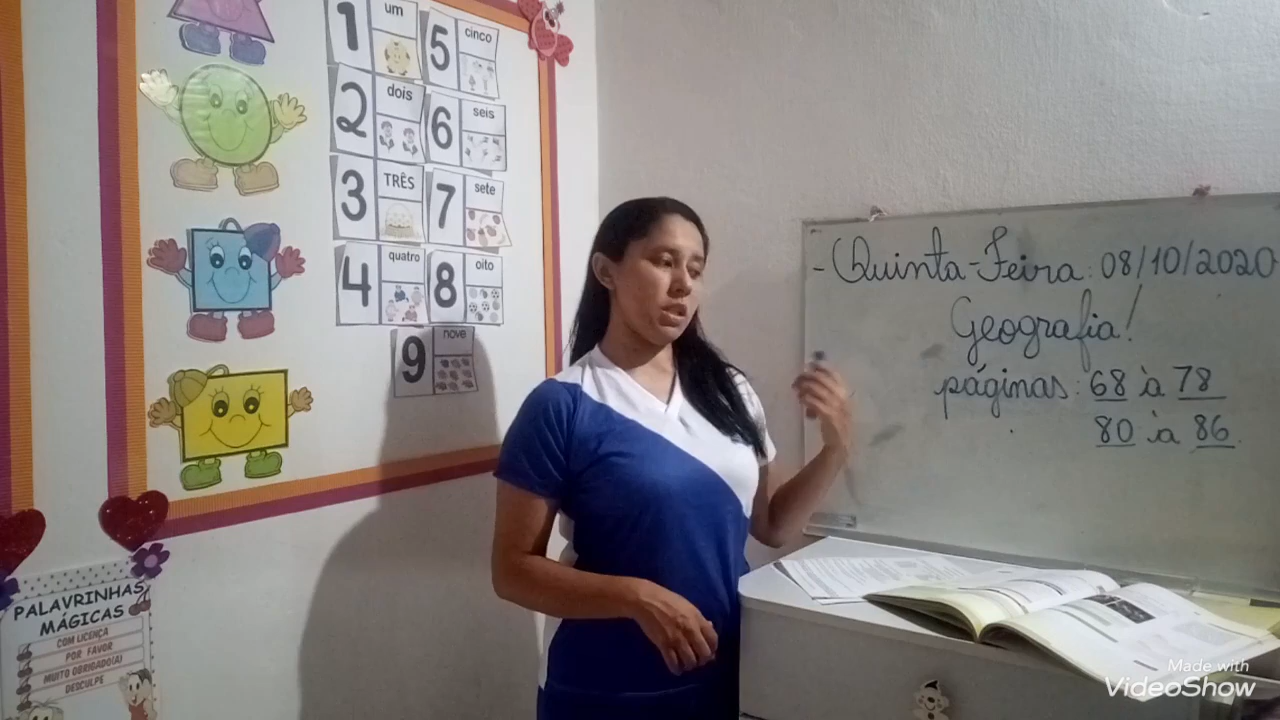 1 um
5 cinco
2 dois
6 seis
3 TRÊS
7 sete
4 quatro
8 oito
9 nove
PALAVRINHAS
MÁGICAS
COM LICENÇA
POR FAVOR
MUITO OBRIGADO(A)
DESCULPE
- Quinta-Feira: 08/10/2020
Geografia!
páginas: 68 à 78
80 à 86.
Made with
VideoShow